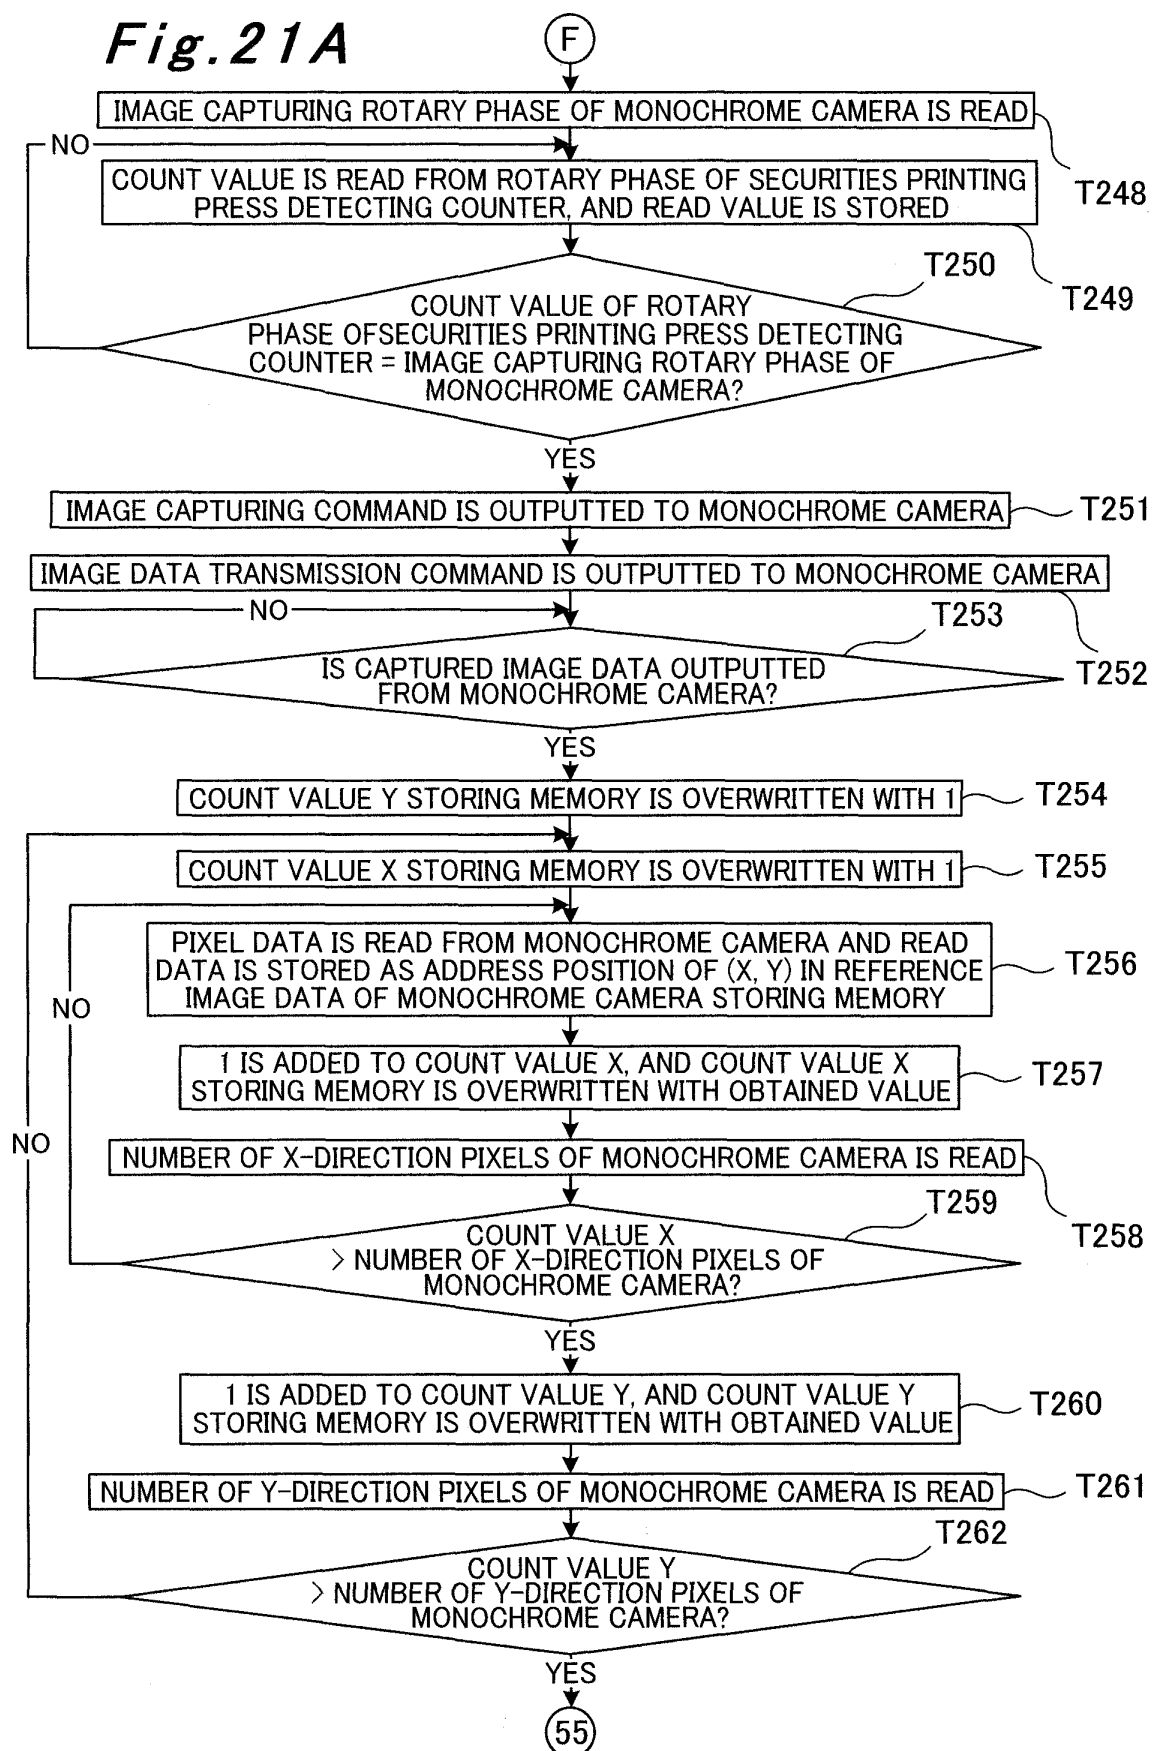 Fig.21A
F
IMAGE CAPTURING ROTARY PHASE OF MONOCHROME CAMERA IS READ
T248
NO
COUNT VALUE IS READ FROM ROTARY PHASE OF SECURITIES PRINTING
PRESS DETECTING COUNTER, AND READ VALUE IS STORED
T249
T250
COUNT VALUE OF ROTARY
PHASE OFSECURITIES PRINTING PRESS DETECTING
COUNTER = IMAGE CAPTURING ROTARY PHASE OF
MONOCHROME CAMERA?
YES
IMAGE CAPTURING COMMAND IS OUTPUTTED TO MONOCHROME CAMERA
T251
IMAGE DATA TRANSMISSION COMMAND IS OUTPUTTED TO MONOCHROME CAMERA
T252
NO
T253
IS CAPTURED IMAGE DATA OUTPUTTED
FROM MONOCHROME CAMERA?
YES
COUNT VALUE Y STORING MEMORY IS OVERWRITTEN WITH 1
T254
COUNT VALUE X STORING MEMORY IS OVERWRITTEN WITH 1
T255
PIXEL DATA IS READ FROM MONOCHROME CAMERA AND READ
DATA IS STORED AS ADDRESS POSITION OF (X, Y) IN REFERENCE
IMAGE DATA OF MONOCHROME CAMERA STORING MEMORY
T256
NO
1 IS ADDED TO COUNT VALUE X, AND COUNT VALUE X
STORING MEMORY IS OVERWRITTEN WITH OBTAINED VALUE
T257
NO
NUMBER OF X-DIRECTION PIXELS OF MONOCHROME CAMERA IS READ
T258
T259
COUNT VALUE X
> NUMBER OF X-DIRECTION PIXELS OF
MONOCHROME CAMERA?
YES
1 IS ADDED TO COUNT VALUE Y, AND COUNT VALUE Y
STORING MEMORY IS OVERWRITTEN WITH OBTAINED VALUE
T260
NUMBER OF Y-DIRECTION PIXELS OF MONOCHROME CAMERA IS READ
T261
T262
COUNT VALUE Y
> NUMBER OF Y-DIRECTION PIXELS OF
MONOCHROME CAMERA?
YES
55